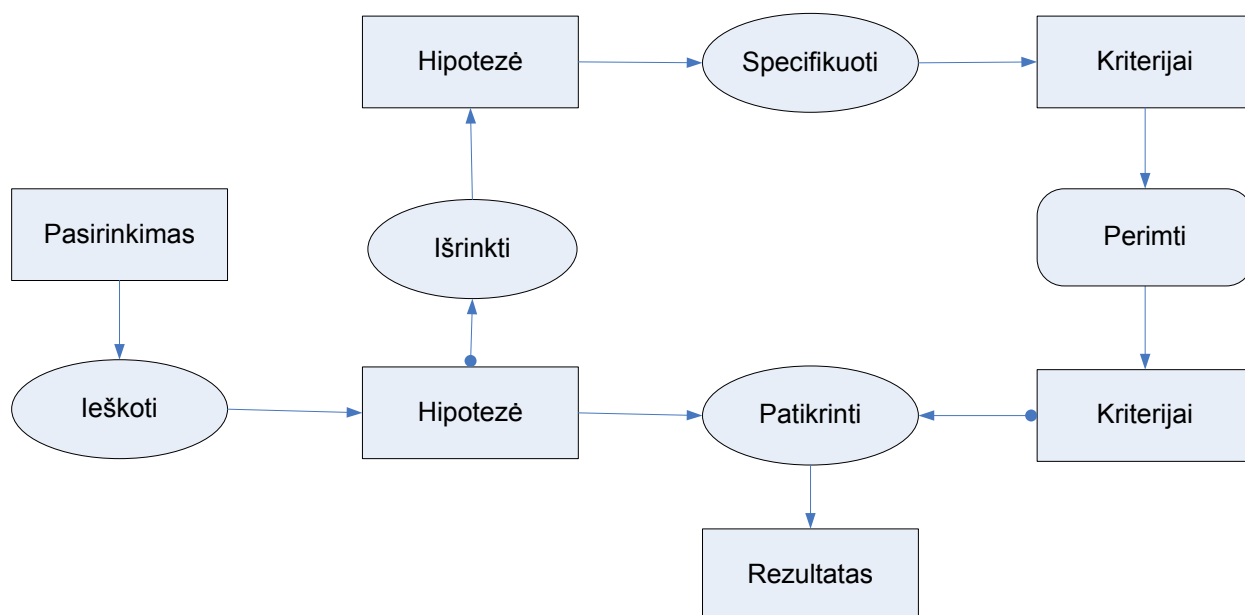 Hipotezė
Specifikuoti
Kriterijai
Pasirinkimas
Išrinkti
Perimti
Ieškoti
Hipotezė
Patikrinti
Kriterijai
Rezultatas